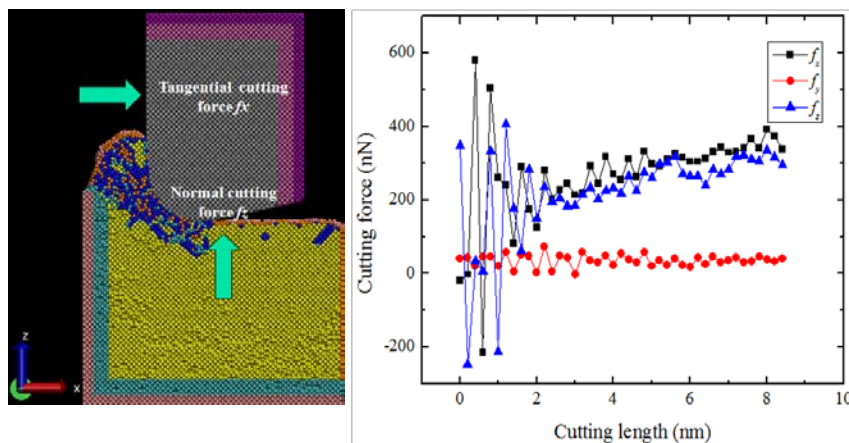 Tangential cutting
force fx
Normal cutting
force fz
z
x
Cutting force (nN)
600
400
200
0
-200
0
2
4
6
8
10
Cutting length (nm)
fx
fy
fz